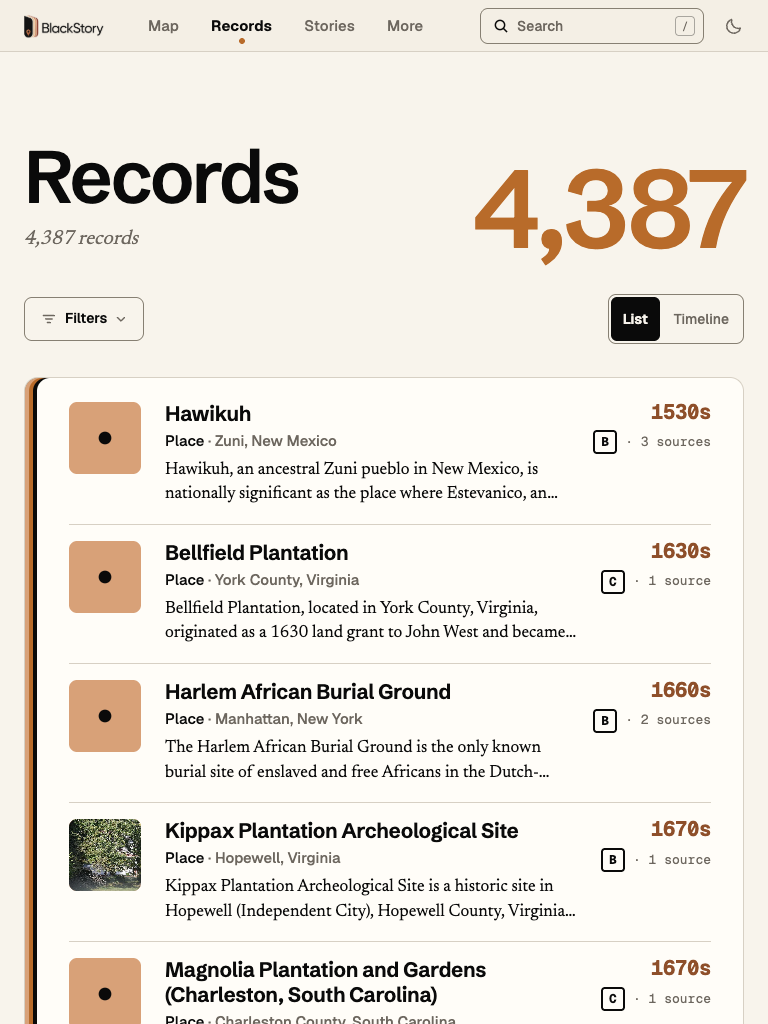 BlackStory
Map
Records
Stories
More
Search
/
Records
4,387 records
4,387
Filters
List
Timeline
Hawikuh
Place · Zuni, New Mexico
Hawikuh, an ancestral Zuni pueblo in New Mexico, is
nationally significant as the place where Estevanico, an…
1530s
B · 3 sources
Bellfield Plantation
Place · York County, Virginia
Bellfield Plantation, located in York County, Virginia,
originated as a 1630 land grant to John West and became…
1630s
C · 1 source
Harlem African Burial Ground
Place · Manhattan, New York
The Harlem African Burial Ground is the only known
burial site of enslaved and free Africans in the Dutch-…
1660s
B · 2 sources
Kippax Plantation Archeological Site
Place · Hopewell, Virginia
Kippax Plantation Archeological Site is a historic site in
Hopewell (Independent City), Hopewell County, Virginia…
1670s
B · 1 source
Magnolia Plantation and Gardens
(Charleston, South Carolina)
Place · Charleston County, South Carolina
1670s
C · 1 source